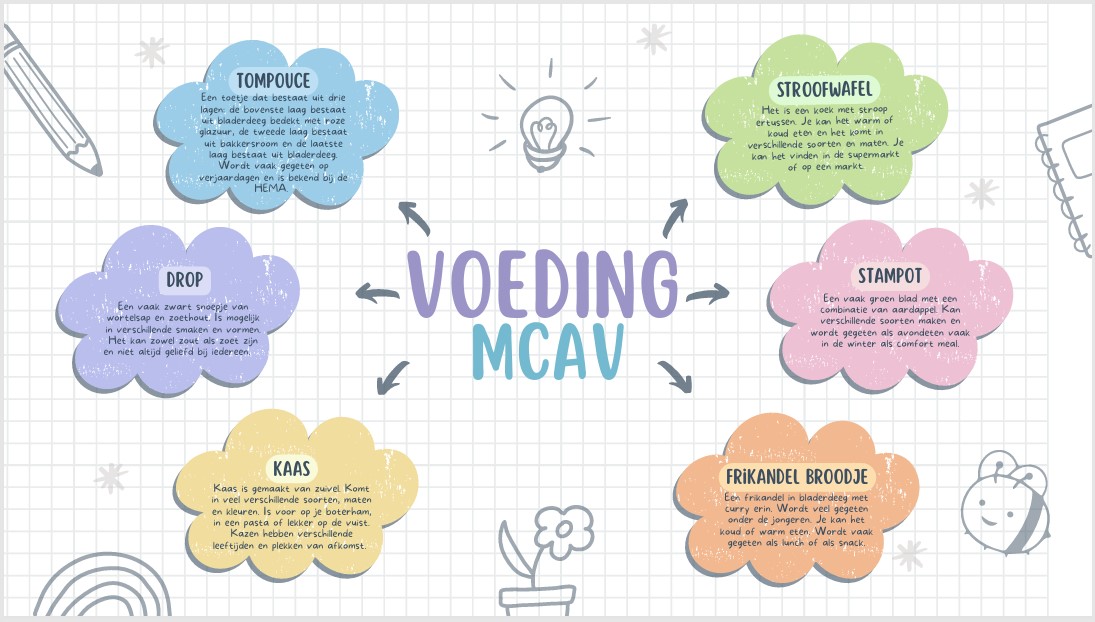 TOMPOUCE
Een toetje dat bestaat uit drie
lagen: de bovenste laag bestaat
uit bladerdeeg bedekt met roze
glazuur, de tweede laag bestaat
uit bakkersroom en de laatste
laag bestaat uit bladerdeeg.
Wordt vaak gegeten op
verjaardagen en is bekend bij de
HEMA.
STROOFWAFEL
Het is een koek met stroop
ertussen. Je kan het warm of
koud eten en het komt in
verschillende soorten en maten. Je
kan het vinden in de supermarkt
of op een markt.
DROP
Een vaak zwart snoepje van
wortelsap en zoethout. Is mogelijk
in verschillende smaken en vormen.
Het kan zowel zout als zoet zijn
en niet altijd geliefd bij iedereen.
VOEDING
MCAV
STAMPOT
Een vaak groen blad met een
combinatie van aardappel. Kan
verschillende soorten maken en
wordt gegeten als avondeten vaak
in de winter als comfort meal.
KAAS
Kaas is gemaakt van zuivel. Komt
in veel verschillende soorten, maten
en kleuren. Is voor op je boterham,
in een pasta of lekker op de vuist.
Kazen hebben verschillende
leeftijden en plekken van afkomst.
FRIKANDEL BROODJE
Een frikandel in bladerdeeg met
curry erin. Wordt veel gegeten
onder de jongeren. Je kan het
koud of warm eten. Wordt vaak
gegeten als lunch of als snack.